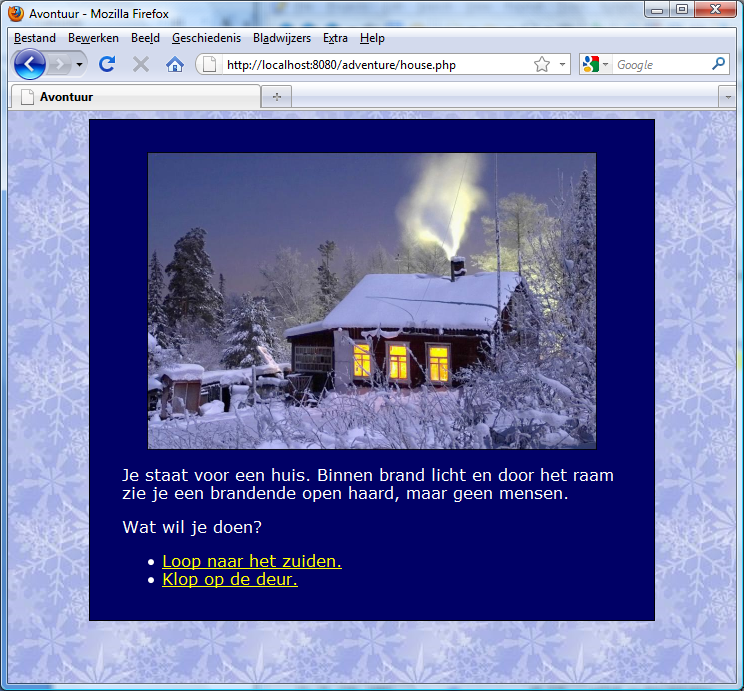 Avontuur - Mozilla Firefox
Bestand Bewerken Beeld Geschiedenis Bladwijzers Extra Help
http://localhost:8080/adventure/house.php Google
Avontuur
Je staat voor een huis. Binnen brand licht en door het raam
zie je een brandende open haard, maar geen mensen.
Wat wil je doen?
• Loop naar het zuiden.
• Klop op de deur.